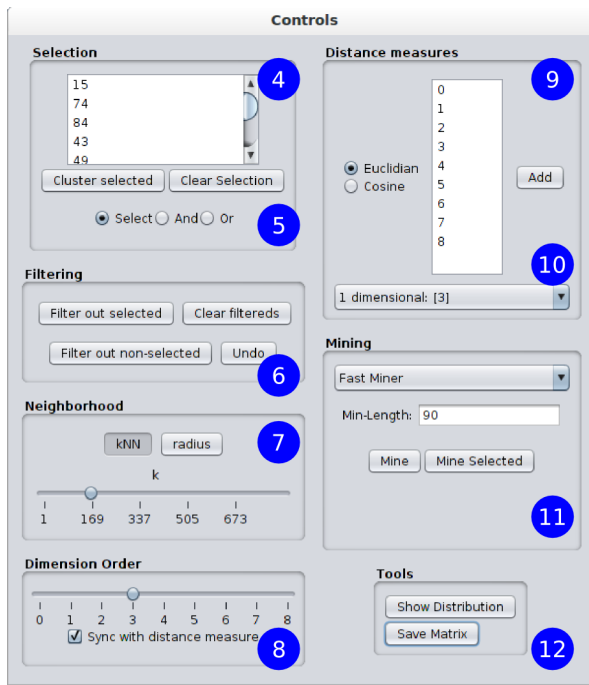 Controls
Selection
4
15
74
84
43
49
Cluster selected Clear Selection
Select And Or
5
Filtering
Filter out selected Clear filtereds
Filter out non-selected Undo
6
Neighborhood
7
kNN radius
k
1 169 337 505 673
Dimension Order
0 1 2 3 4 5 6 7 8
Sync with distance measure
8
Distance measures
9
0
1
2
3
4
5
6
7
8
Euclidian
Cosine
Add
10
1 dimensional: [3]
Mining
Fast Miner
Min-Length: 90
Mine Mine Selected
11
Tools
Show Distribution
Save Matrix
12